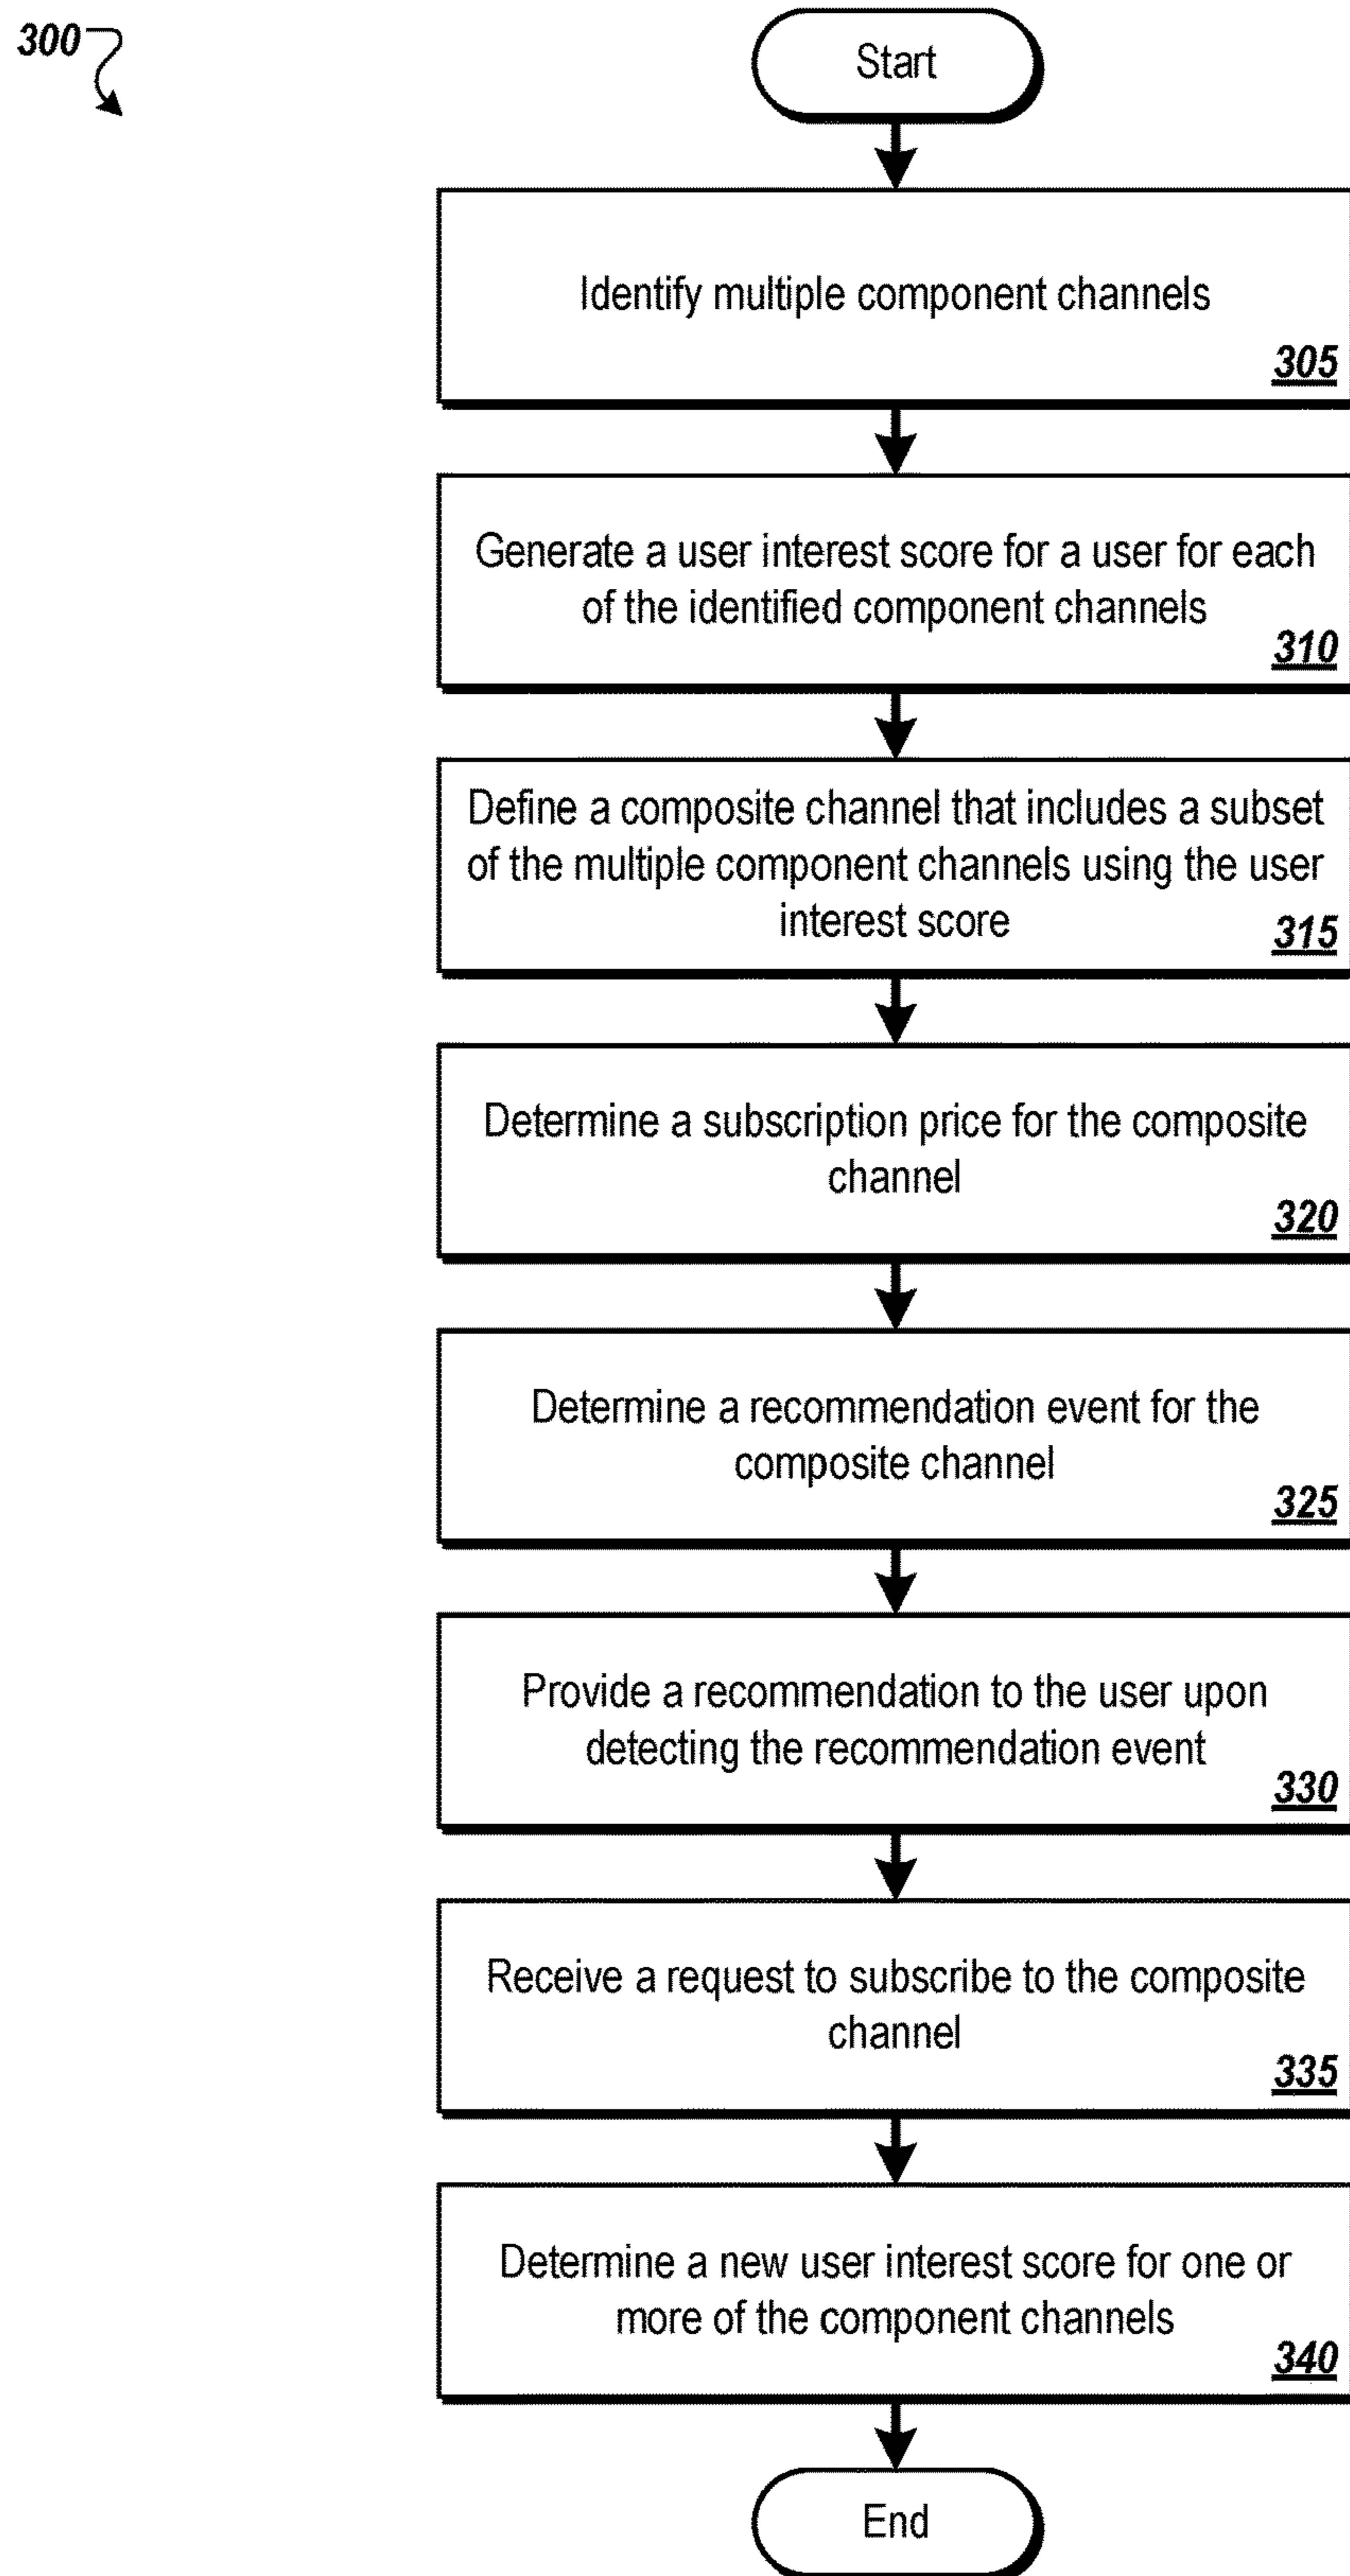 300
Start
Identify multiple component channels
305
Generate a user interest score for a user for each
of the identified component channels
310
Define a composite channel that includes a subset
of the multiple component channels using the user
interest score
315
Determine a subscription price for the composite
channel
320
Determine a recommendation event for the
composite channel
325
Provide a recommendation to the user upon
detecting the recommendation event
330
Receive a request to subscribe to the composite
channel
335
Determine a new user interest score for one or
more of the component channels
340
End